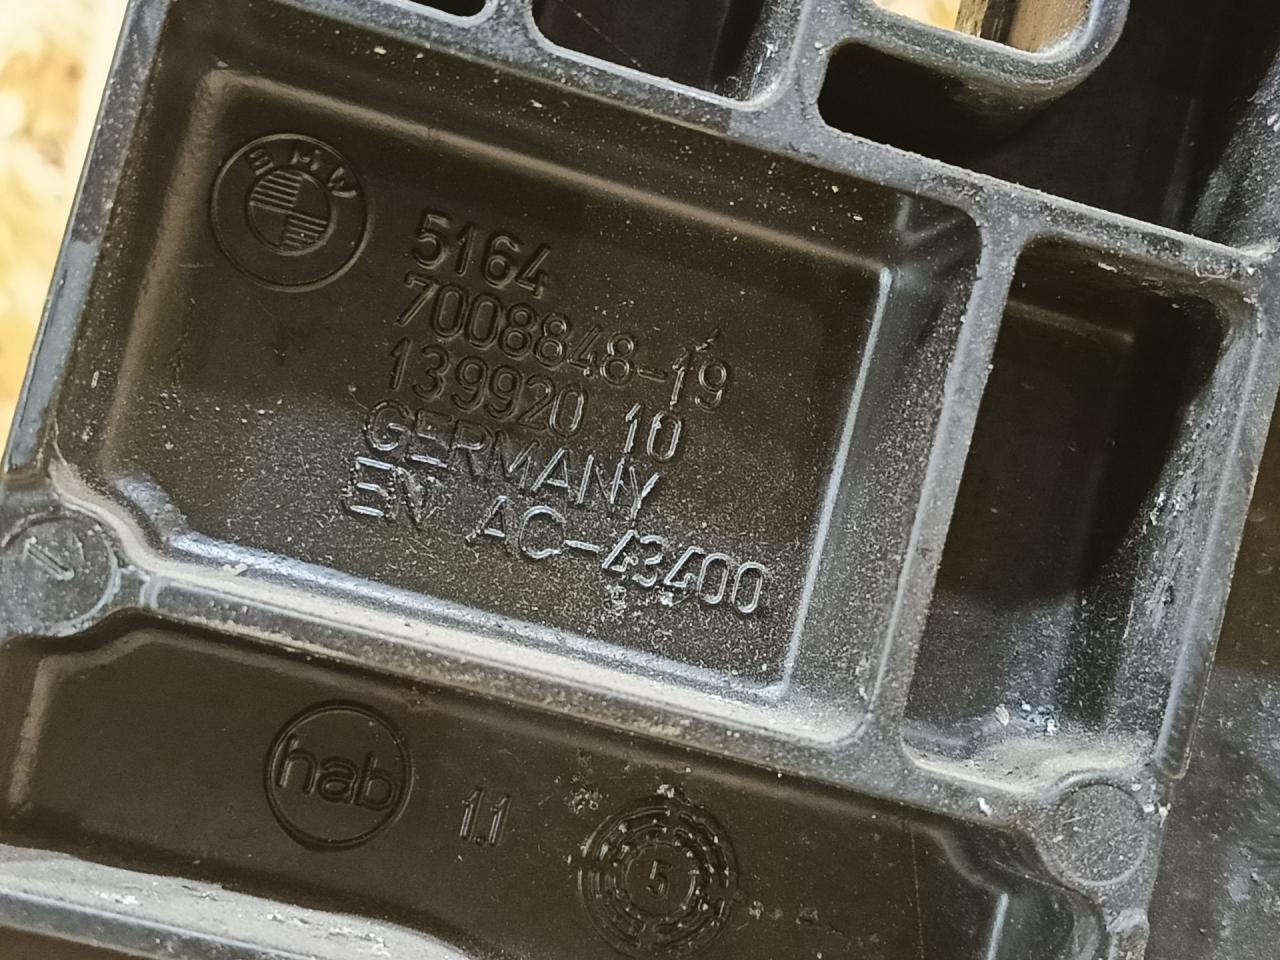 BMW
5164
7008848-19
139920 10
GERMANY
EN AC-43400
hab
1.1
5